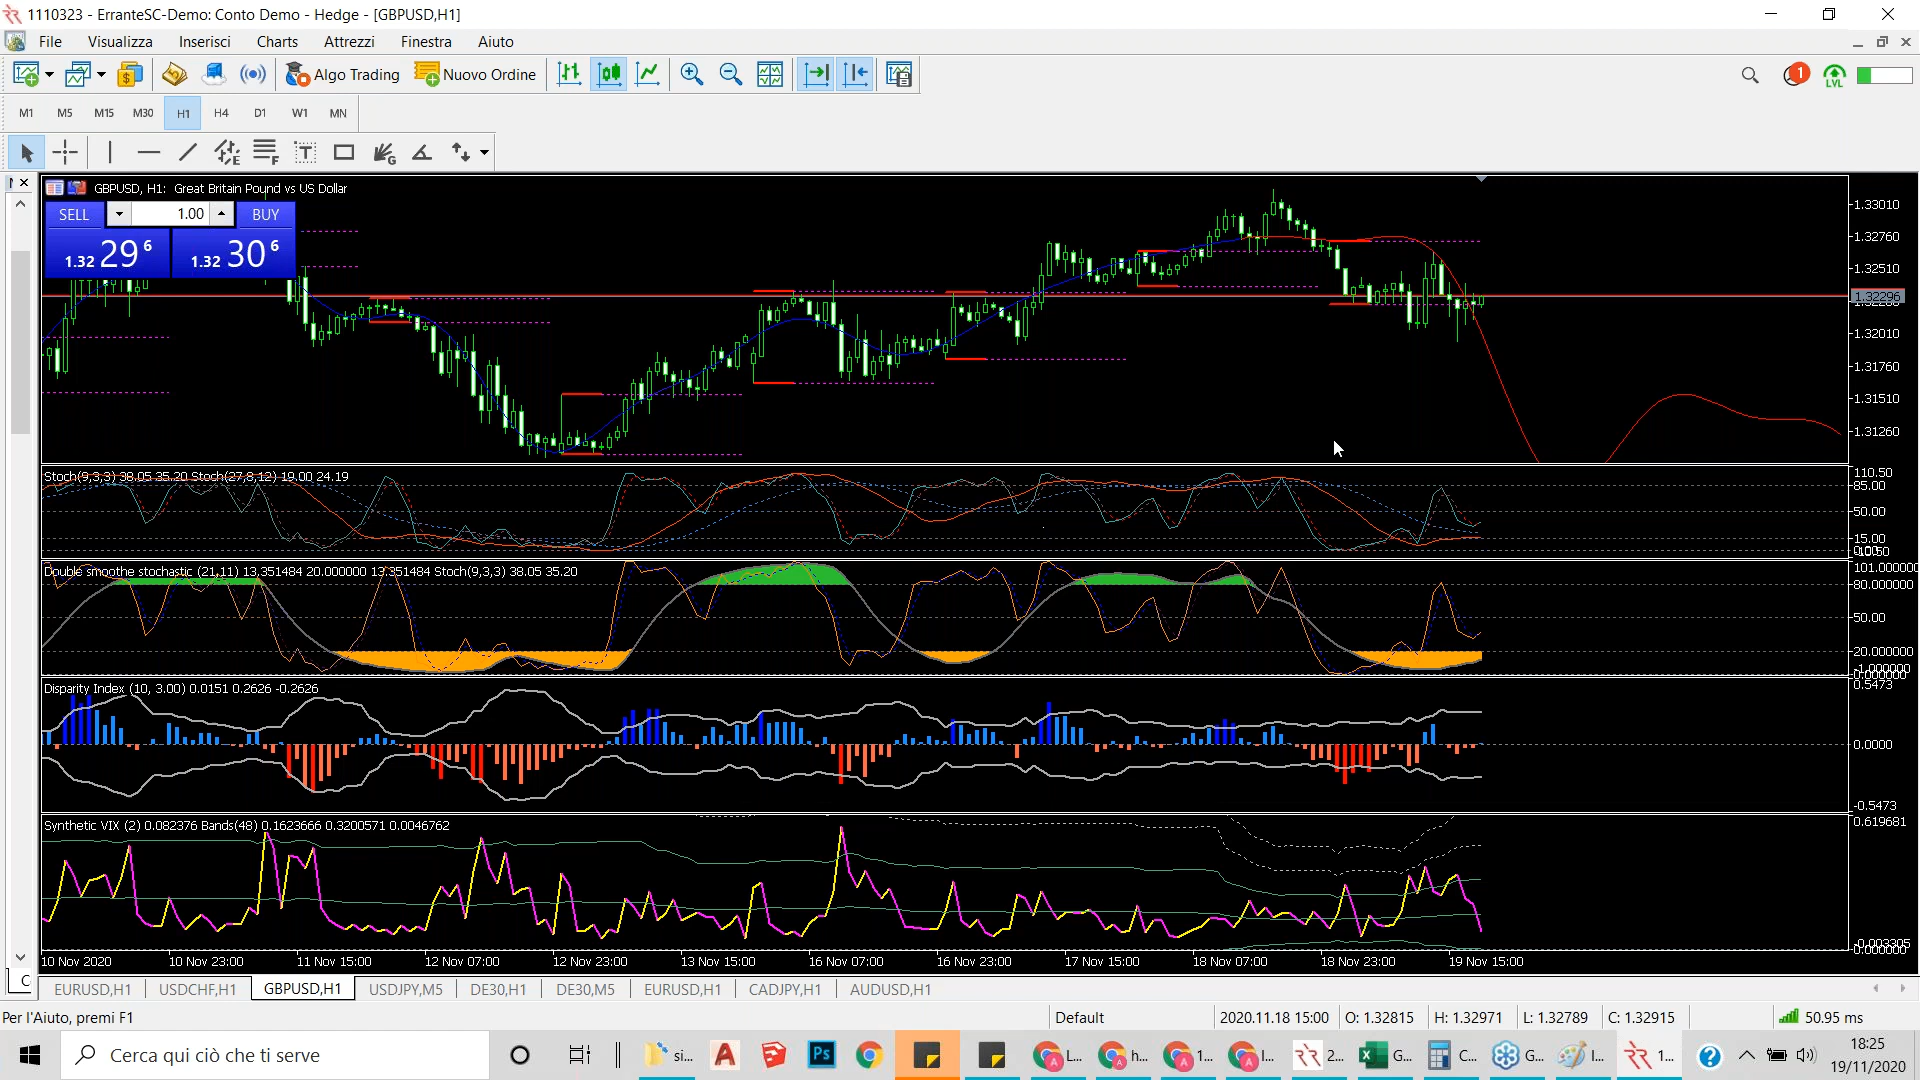 1110323 - ErranteSC-Demo: Conto Demo - Hedge - [GBPUSD,H1]
File Visualizza Inserisci Charts Attrezzi Finestra Aiuto
Algo Trading Nuovo Ordine
1
LVL
M1 M5 M15 M30 H1 H4 D1 W1 MN
E F T G
GBPUSD, H1: Great Britain Pound vs US Dollar
SELL 1.00 BUY
1.32 29 6 1.32 30 6
1.33010
1.32760
1.32510
1.32296
1.32201
1.31760
1.31510
1.31260
Stoch(9,3,3) 38.05 35.20 Stoch(27,8,12) 19.00 24.19
110.50
85.00
50.00
15.00
Double smoothe stochastic (21,11) 13.351484 20.000000 13.351484 Stoch(9,3,3) 38.05 35.20
101.000000
80.000000
50.00
20.000000
Disparity Index (10, 3.00) 0.0151 0.2626 -0.2626
0.5473
0.0000
-0.5473
Synthetic VIX (2) 0.082376 Bands(48) 0.1623666 0.3200571 0.0046762
0.619681
10 Nov 2020 10 Nov 23:00 11 Nov 15:00 12 Nov 07:00 12 Nov 23:00 13 Nov 15:00 16 Nov 07:00 16 Nov 23:00 17 Nov 15:00 18 Nov 07:00 18 Nov 23:00 19 Nov 15:00
EURUSD,H1 USDCHF,H1 GBPUSD,H1 USDJPY,M5 DE30,H1 DE30,M5 EURUSD,H1 CADJPY,H1 AUDUSD,H1
Per l'Aiuto, premi F1 Default 2020.11.18 15:00 O: 1.32815 H: 1.32971 L: 1.32789 C: 1.32915 50.95 ms
Cerca qui ciò che ti serve si... Ps L... h... 1... I... 2... G... C... G... I... 1... 18:25
19/11/2020